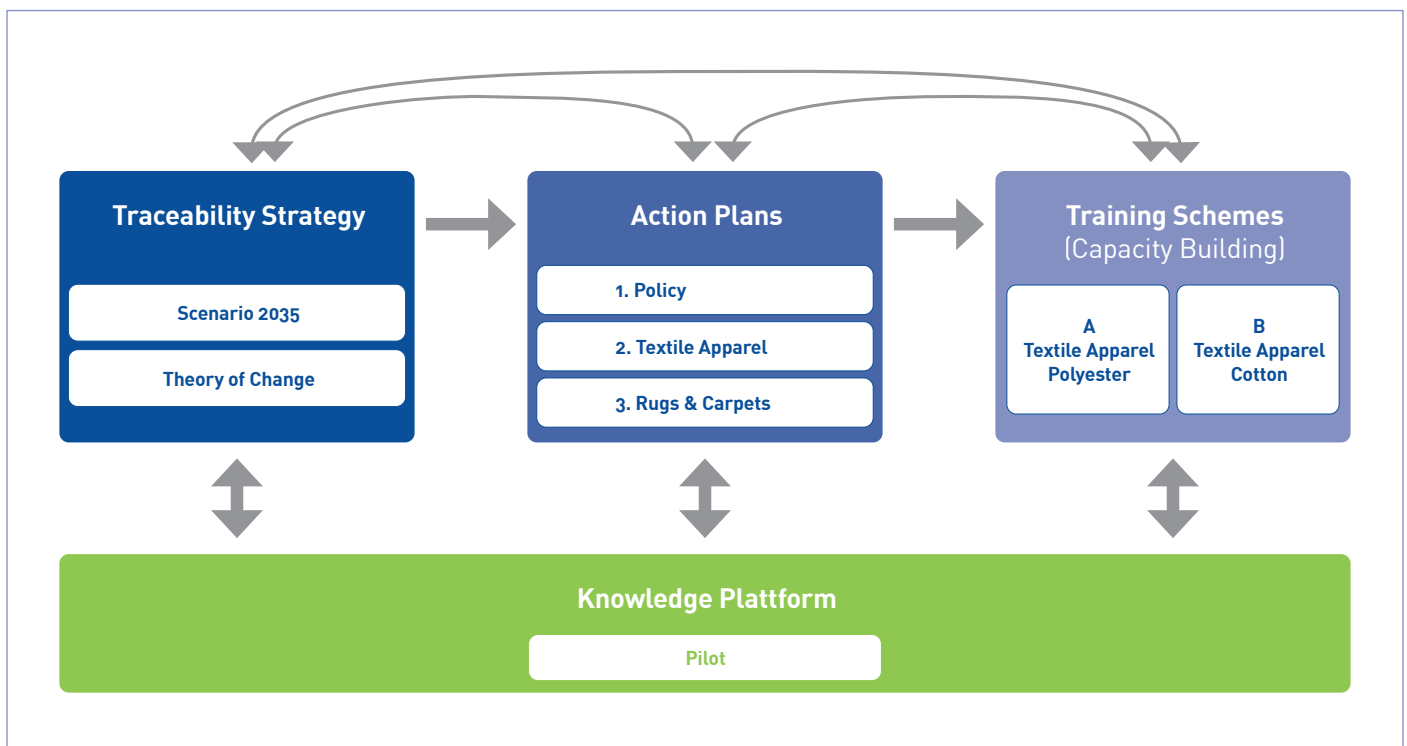 Traceability Strategy
Scenario 2035
Theory of Change
Action Plans
1. Policy
2. Textile Apparel
3. Rugs & Carpets
Training Schemes
(Capacity Building)
A
Textile Apparel
Polyester
B
Textile Apparel
Cotton
Knowledge Plattform
Pilot